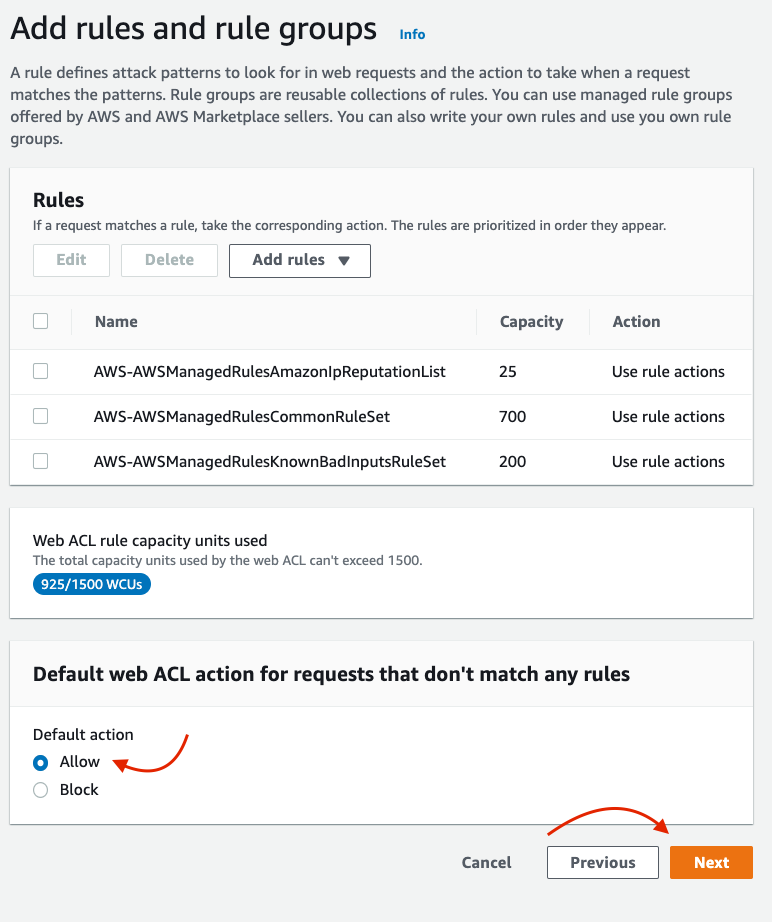 Add rules and rule groups Info
A rule defines attack patterns to look for in web requests and the action to take when a request
matches the patterns. Rule groups are reusable collections of rules. You can use managed rule groups
offered by AWS and AWS Marketplace sellers. You can also write your own rules and use you own rule
groups.
Rules
If a request matches a rule, take the corresponding action. The rules are prioritized in order they appear.
Edit Delete Add rules
Name Capacity Action
AWS-AWSManagedRulesAmazonIpReputationList 25 Use rule actions
AWS-AWSManagedRulesCommonRuleSet 700 Use rule actions
AWS-AWSManagedRulesKnownBadInputsRuleSet 200 Use rule actions
Web ACL rule capacity units used
The total capacity units used by the web ACL can't exceed 1500.
925/1500 WCUs
Default web ACL action for requests that don't match any rules
Default action
Allow
Block
Cancel Previous Next